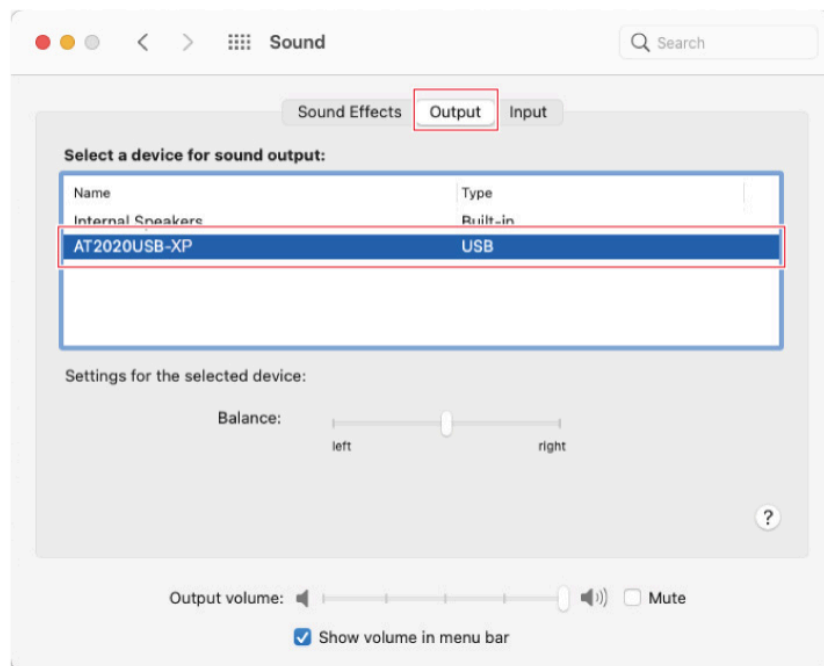 Sound
Search
Sound Effects Output Input
Select a device for sound output:
Name Type
Internal Speakers Built-in
AT2020USB-XP USB
Settings for the selected device:
Balance:
left right
?
Output volume: Mute
Show volume in menu bar